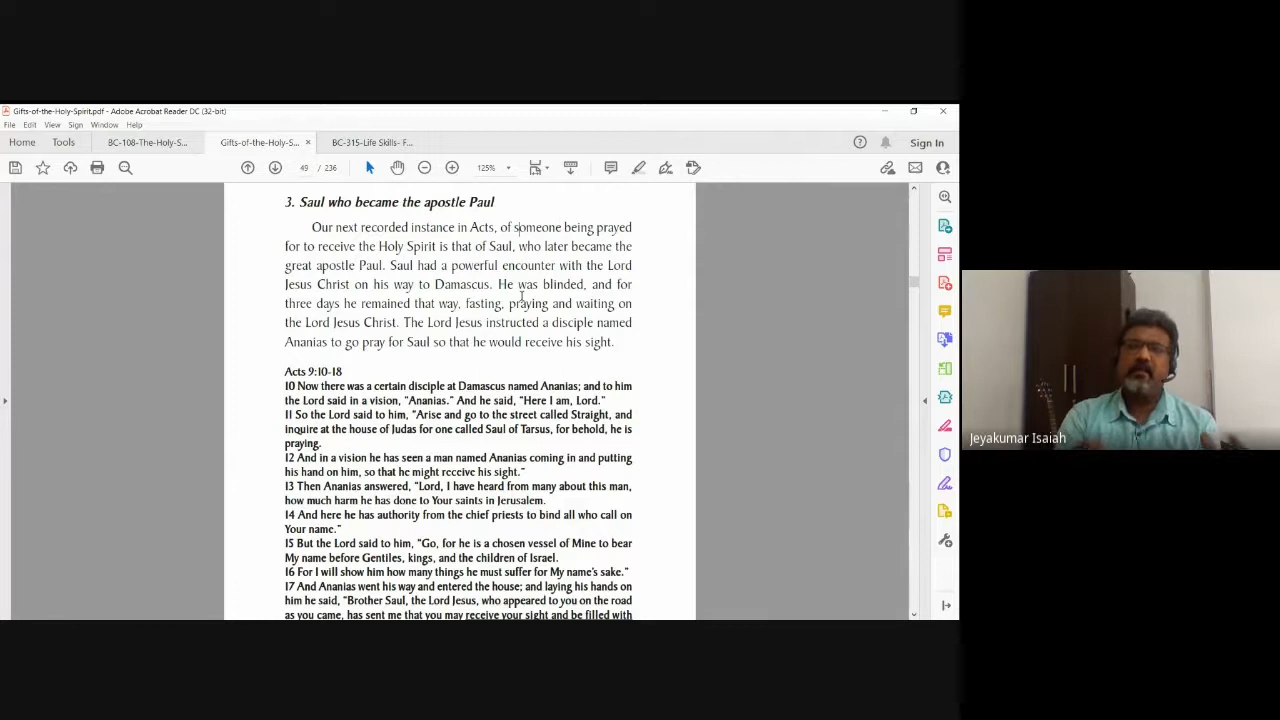 Gifts-of-the-Holy-Spirit.pdf - Adobe Acrobat Reader DC (32-bit)
File Edit View Sign Window Help
Home Tools BC-108-The-Holy-S... Gifts-of-the-Holy-S... × BC-315-Life Skills- F... Sign In
49 / 236 125%
3. Saul who became the apostle Paul
Our next recorded instance in Acts, of someone being prayed
for to receive the Holy Spirit is that of Saul, who later became the
great apostle Paul. Saul had a powerful encounter with the Lord
Jesus Christ on his way to Damascus. He was blinded, and for
three days he remained that way, fasting, praying and waiting on
the Lord Jesus Christ. The Lord Jesus instructed a disciple named
Ananias to go pray for Saul so that he would receive his sight.
Acts 9:10-18
10 Now there was a certain disciple at Damascus named Ananias; and to him
the Lord said in a vision, “Ananias.” And he said, “Here I am, Lord.”
11 So the Lord said to him, “Arise and go to the street called Straight, and
inquire at the house of Judas for one called Saul of Tarsus, for behold, he is
praying.
12 And in a vision he has seen a man named Ananias coming in and putting
his hand on him, so that he might receive his sight.”
13 Then Ananias answered, “Lord, I have heard from many about this man,
how much harm he has done to Your saints in Jerusalem.
14 And here he has authority from the chief priests to bind all who call on
Your name.”
15 But the Lord said to him, “Go, for he is a chosen vessel of Mine to bear
My name before Gentiles, kings, and the children of Israel.
16 For I will show him how many things he must suffer for My name’s sake.”
17 And Ananias went his way and entered the house; and laying his hands on
him he said, “Brother Saul, the Lord Jesus, who appeared to you on the road
as you came, has sent me that you may receive your sight and be filled with
Jeyakumar Isaiah